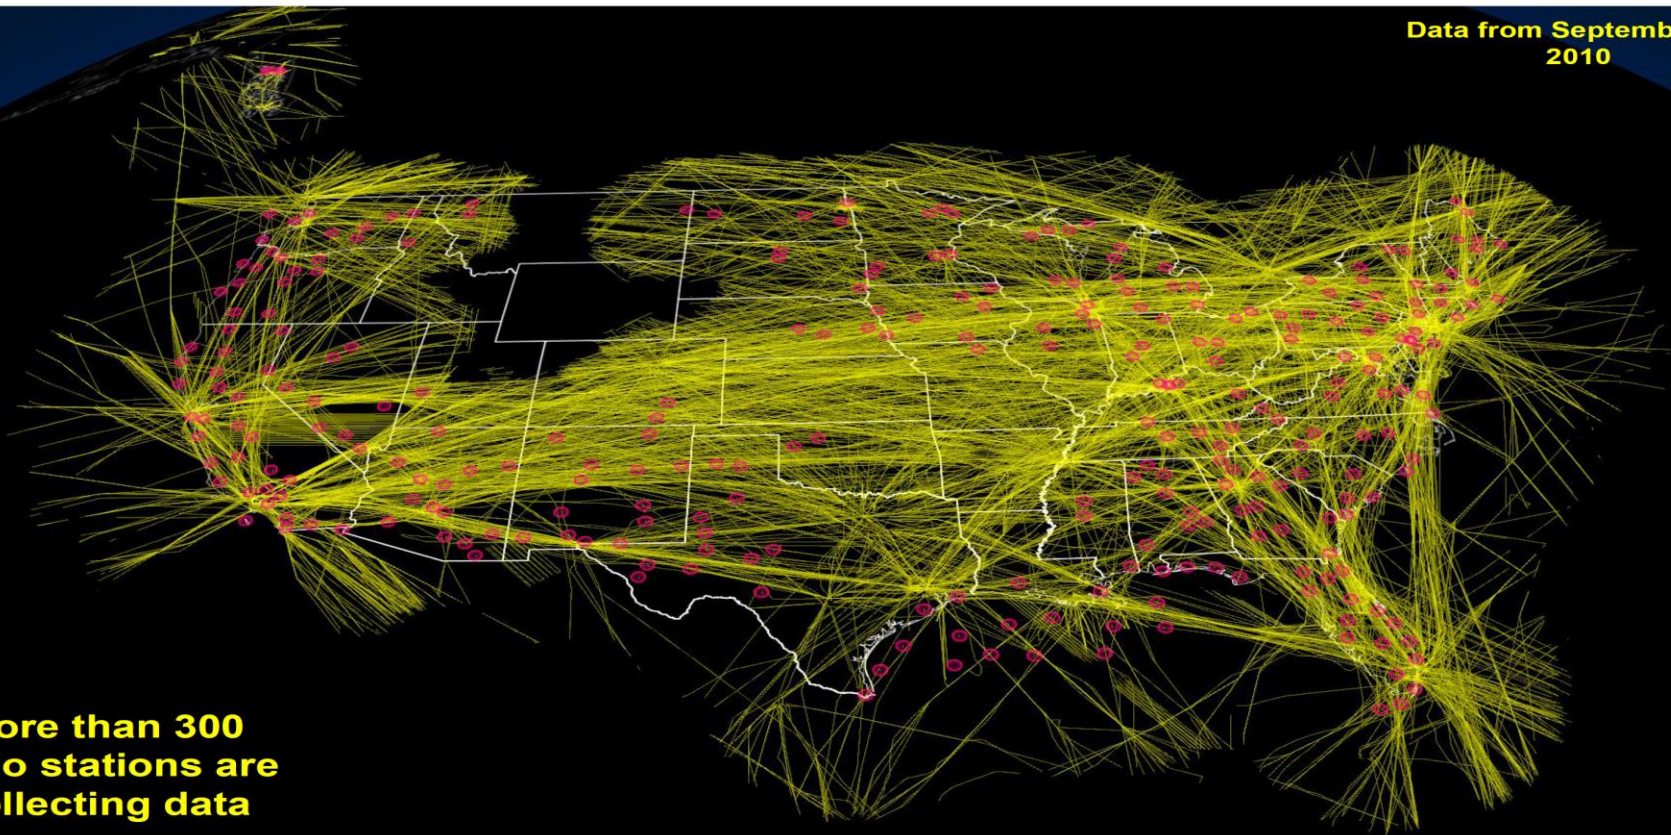 Data from Septemb
2010
ore than 300
o stations are
llecting data